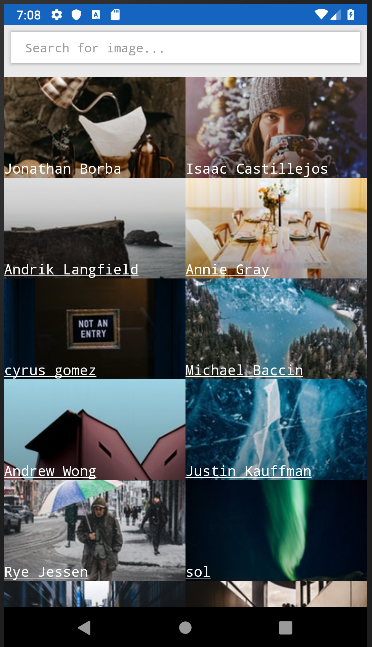 7:08
Search for image...
Jonathan Borba
Isaac Castillejos
Andrik Langfield
Annie Gray
NOT AN
ENTRY
cyrus gomez
Michael Baccin
Andrew Wong
Justin Kauffman
Rye Jessen
sol